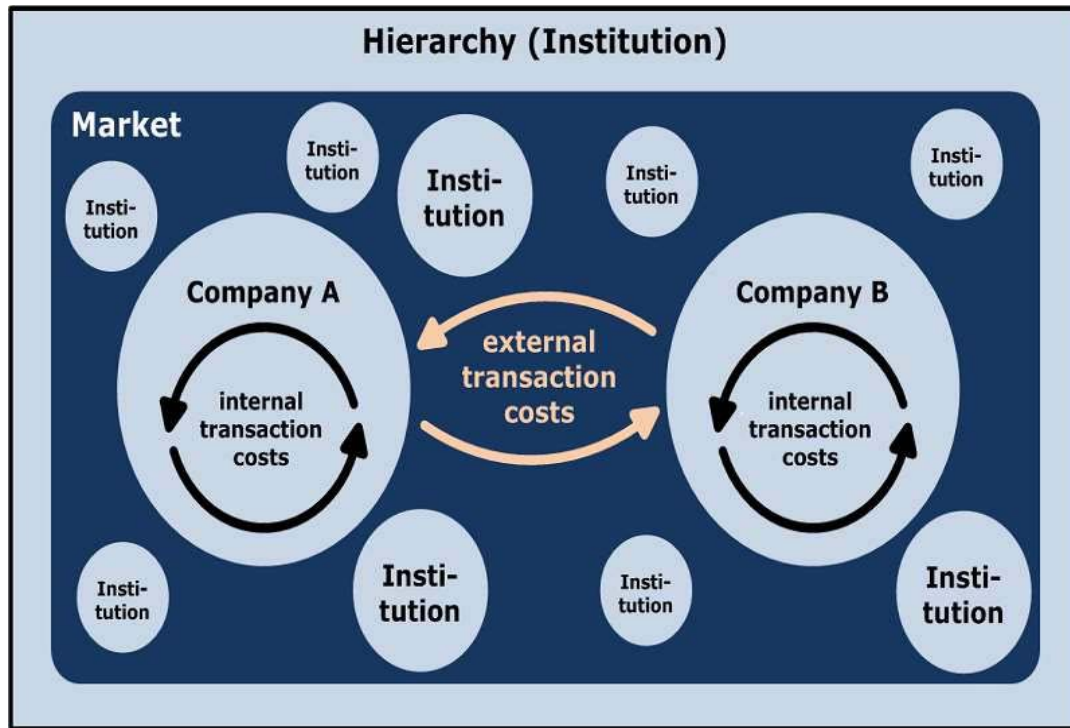 Hierarchy (Institution)
Market
Insti-
tution
Insti-
tution
Insti-
tution
Insti-
tution
Insti-
tution
Company A
internal
transaction
costs
external
transaction
costs
Company B
internal
transaction
costs
Insti-
tution
Insti-
tution
Insti-
tution
Insti-
tution